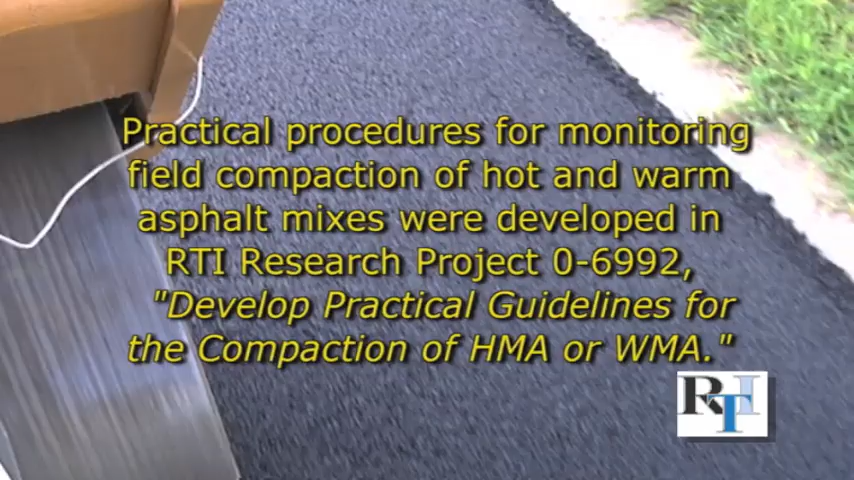 Practical procedures for monitoring
field compaction of hot and warm
asphalt mixes were developed in
RTI Research Project 0-6992,
"Develop Practical Guidelines for
the Compaction of HMA or WMA."
RTI